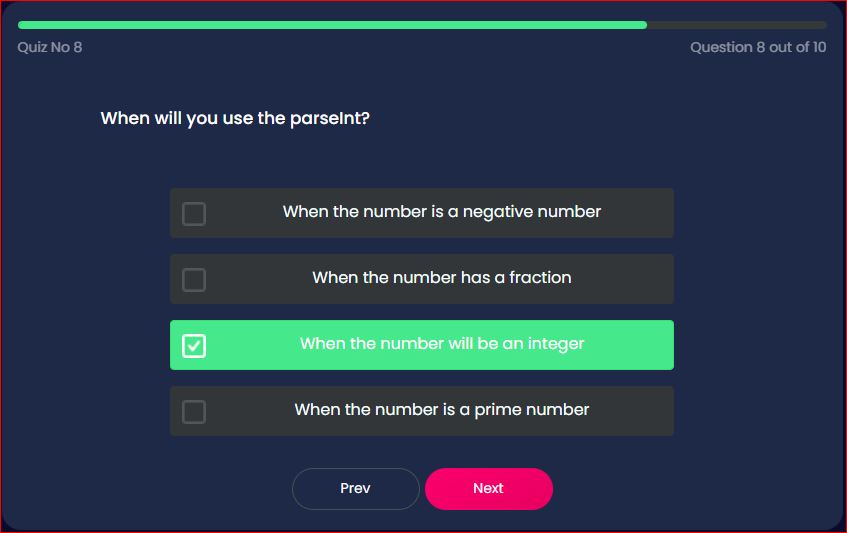 Quiz No 8
Question 8 out of 10
When will you use the parseInt?
When the number is a negative number
When the number has a fraction
When the number will be an integer
When the number is a prime number
Prev
Next